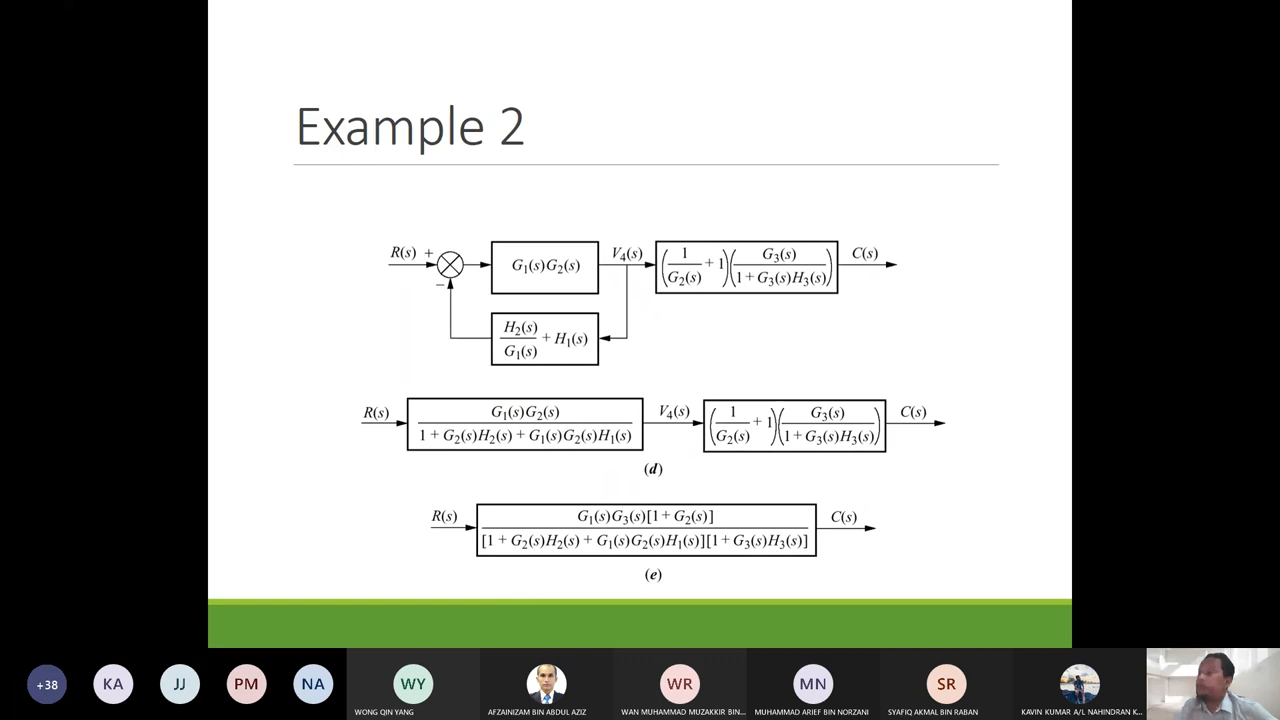 Example 2
R(s) + G₁(s)G₂(s) V₄(s) (1/G₂(s) + 1)(G₃(s)/1 + G₃(s)H₃(s)) C(s)
−
H₂(s)/G₁(s) + H₁(s)
R(s) G₁(s)G₂(s)/1 + G₂(s)H₂(s) + G₁(s)G₂(s)H₁(s) V₄(s) (1/G₂(s) + 1)(G₃(s)/1 + G₃(s)H₃(s)) C(s)
(d)
R(s) G₁(s)G₃(s)[1 + G₂(s)]/[1 + G₂(s)H₂(s) + G₁(s)G₂(s)H₁(s)][1 + G₃(s)H₃(s)] C(s)
(e)
+38 KA JJ PM NA WY WR MN SR
WONG QIN YANG AFZAINIZAM BIN ABDUL AZIZ WAN MUHAMMAD MUZAKKIR BIN... MUHAMMAD ARIEF BIN NORZANI SYAFIQ AKMAL BIN RABAN KAVIN KUMAR A/L NAHINDRAN K...